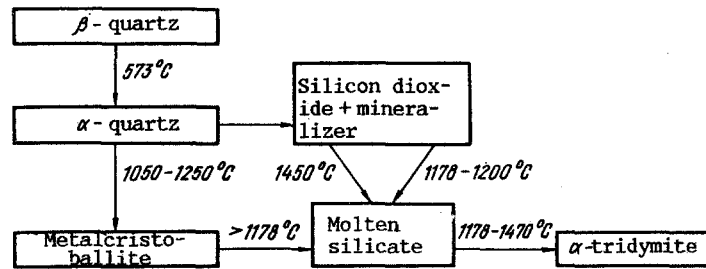 β- quartz
573°C
Silicon diox-
ide + minera-
lizer
α- quartz
1050-1250°C
1450°C
1178-1200°C
Metalcristo-
ballite
>1178°C
Molten
silicate
1178-1470°C
α-tridymite